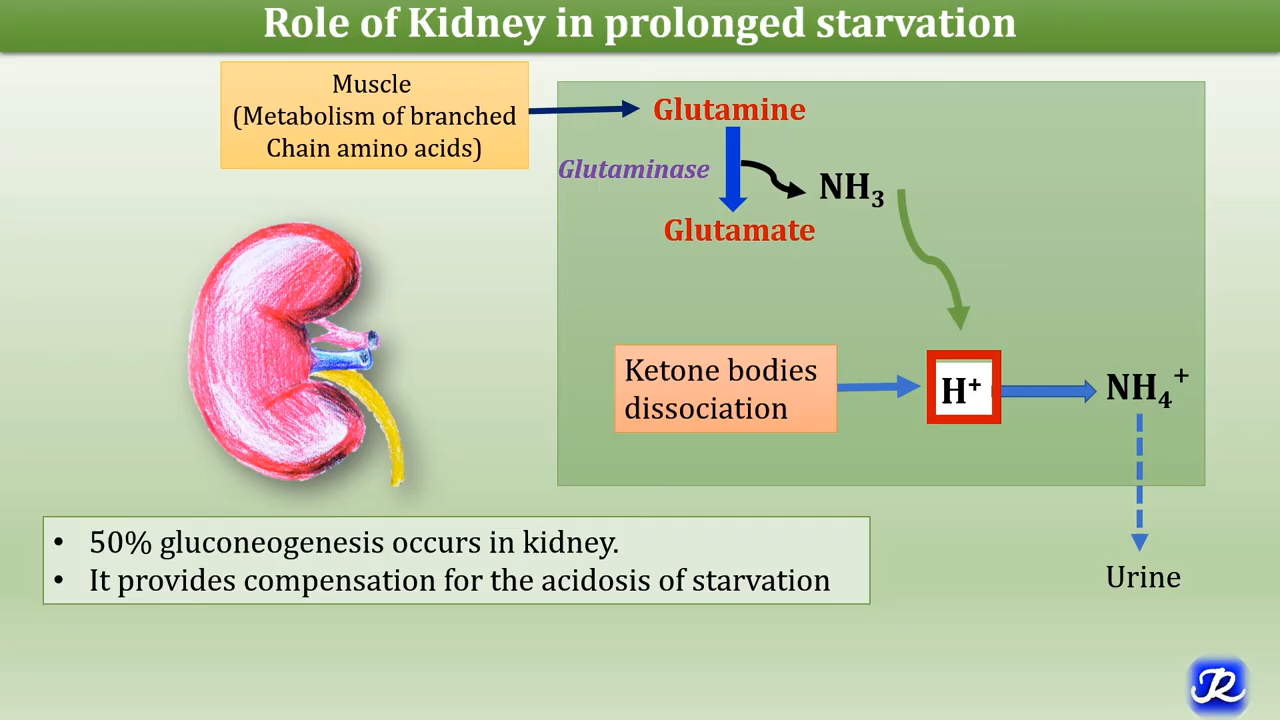 Role of Kidney in prolonged starvation
Muscle
(Metabolism of branched
Chain amino acids)
Glutamine
Glutaminase
NH₃
Glutamate
Ketone bodies
dissociation
H⁺
NH₄⁺
• 50% gluconeogenesis occurs in kidney.
• It provides compensation for the acidosis of starvation
Urine